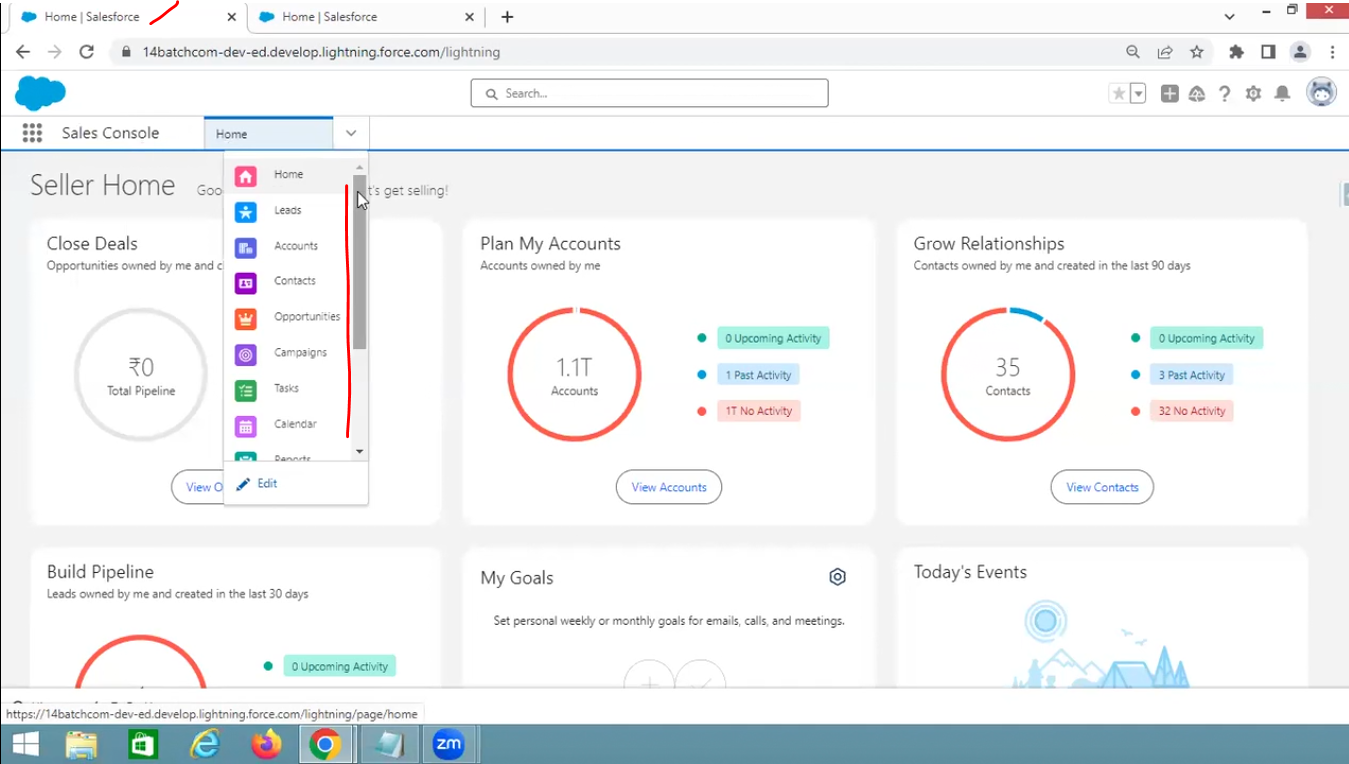 Home | Salesforce
Home | Salesforce
14batchcom-dev-ed.develop.lightning.force.com/lightning
Search...
Sales Console
Home
Seller Home
Goo
t's get selling!
Home
Leads
Accounts
Contacts
Opportunities
Campaigns
Tasks
Calendar
Reports
Edit
Close Deals
Opportunities owned by me and c
₹0
Total Pipeline
View O
Plan My Accounts
Accounts owned by me
1.1T
Accounts
0 Upcoming Activity
1 Past Activity
1T No Activity
View Accounts
Grow Relationships
Contacts owned by me and created in the last 90 days
35
Contacts
0 Upcoming Activity
3 Past Activity
32 No Activity
View Contacts
Build Pipeline
Leads owned by me and created in the last 30 days
0 Upcoming Activity
My Goals
Set personal weekly or monthly goals for emails, calls, and meetings.
Today's Events
https://14batchcom-dev-ed.develop.lightning.force.com/lightning/page/home
zm